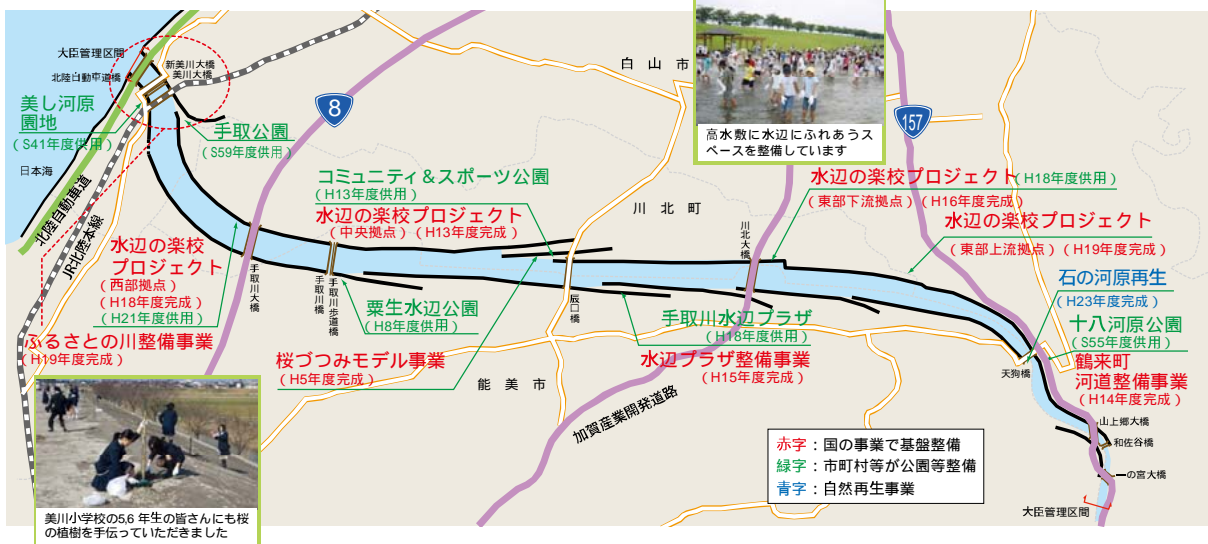 大臣管理区間
北陸自動車道橋
新美川大橋
美川大橋
美し河原
園地
（S41年度供用）
手取公園
（S59年度供用）
日本海
北陸自動車道
JR北陸本線
8
白山市
157
高水敷に水辺にふれあうス
ペースを整備しています
コミュニティ＆スポーツ公園
（H13年度供用）
水辺の楽校プロジェクト
（中央拠点）（H13年度完成）
川北町
水辺の楽校プロジェクト（H18年度供用）
（東部下流拠点）（H16年度完成）
水辺の楽校プロジェクト
（東部上流拠点）（H19年度完成）
川北大橋
水辺の楽校
プロジェクト
（西部拠点）
（H18年度完成）
（H21年度供用）
手取川大橋
手取川橋
手取川歩道橋
粟生水辺公園
（H8年度供用）
辰口橋
手取川水辺プラザ
（H18年度供用）
水辺プラザ整備事業
（H15年度完成）
石の河原再生
（H23年度完成）
十八河原公園
（S55年度供用）
鶴来町
河道整備事業
（H14年度完成）
天狗橋
ふるさとの川整備事業
（H19年度完成）
桜づつみモデル事業
（H5年度完成）
能美市
加賀産業開発道路
山上郷大橋
和佐谷橋
一の宮大橋
大臣管理区間
赤字：国の事業で基盤整備
緑字：市町村等が公園等整備
青字：自然再生事業
美川小学校の5,6年生の皆さんにも桜
の植樹を手伝っていただきました